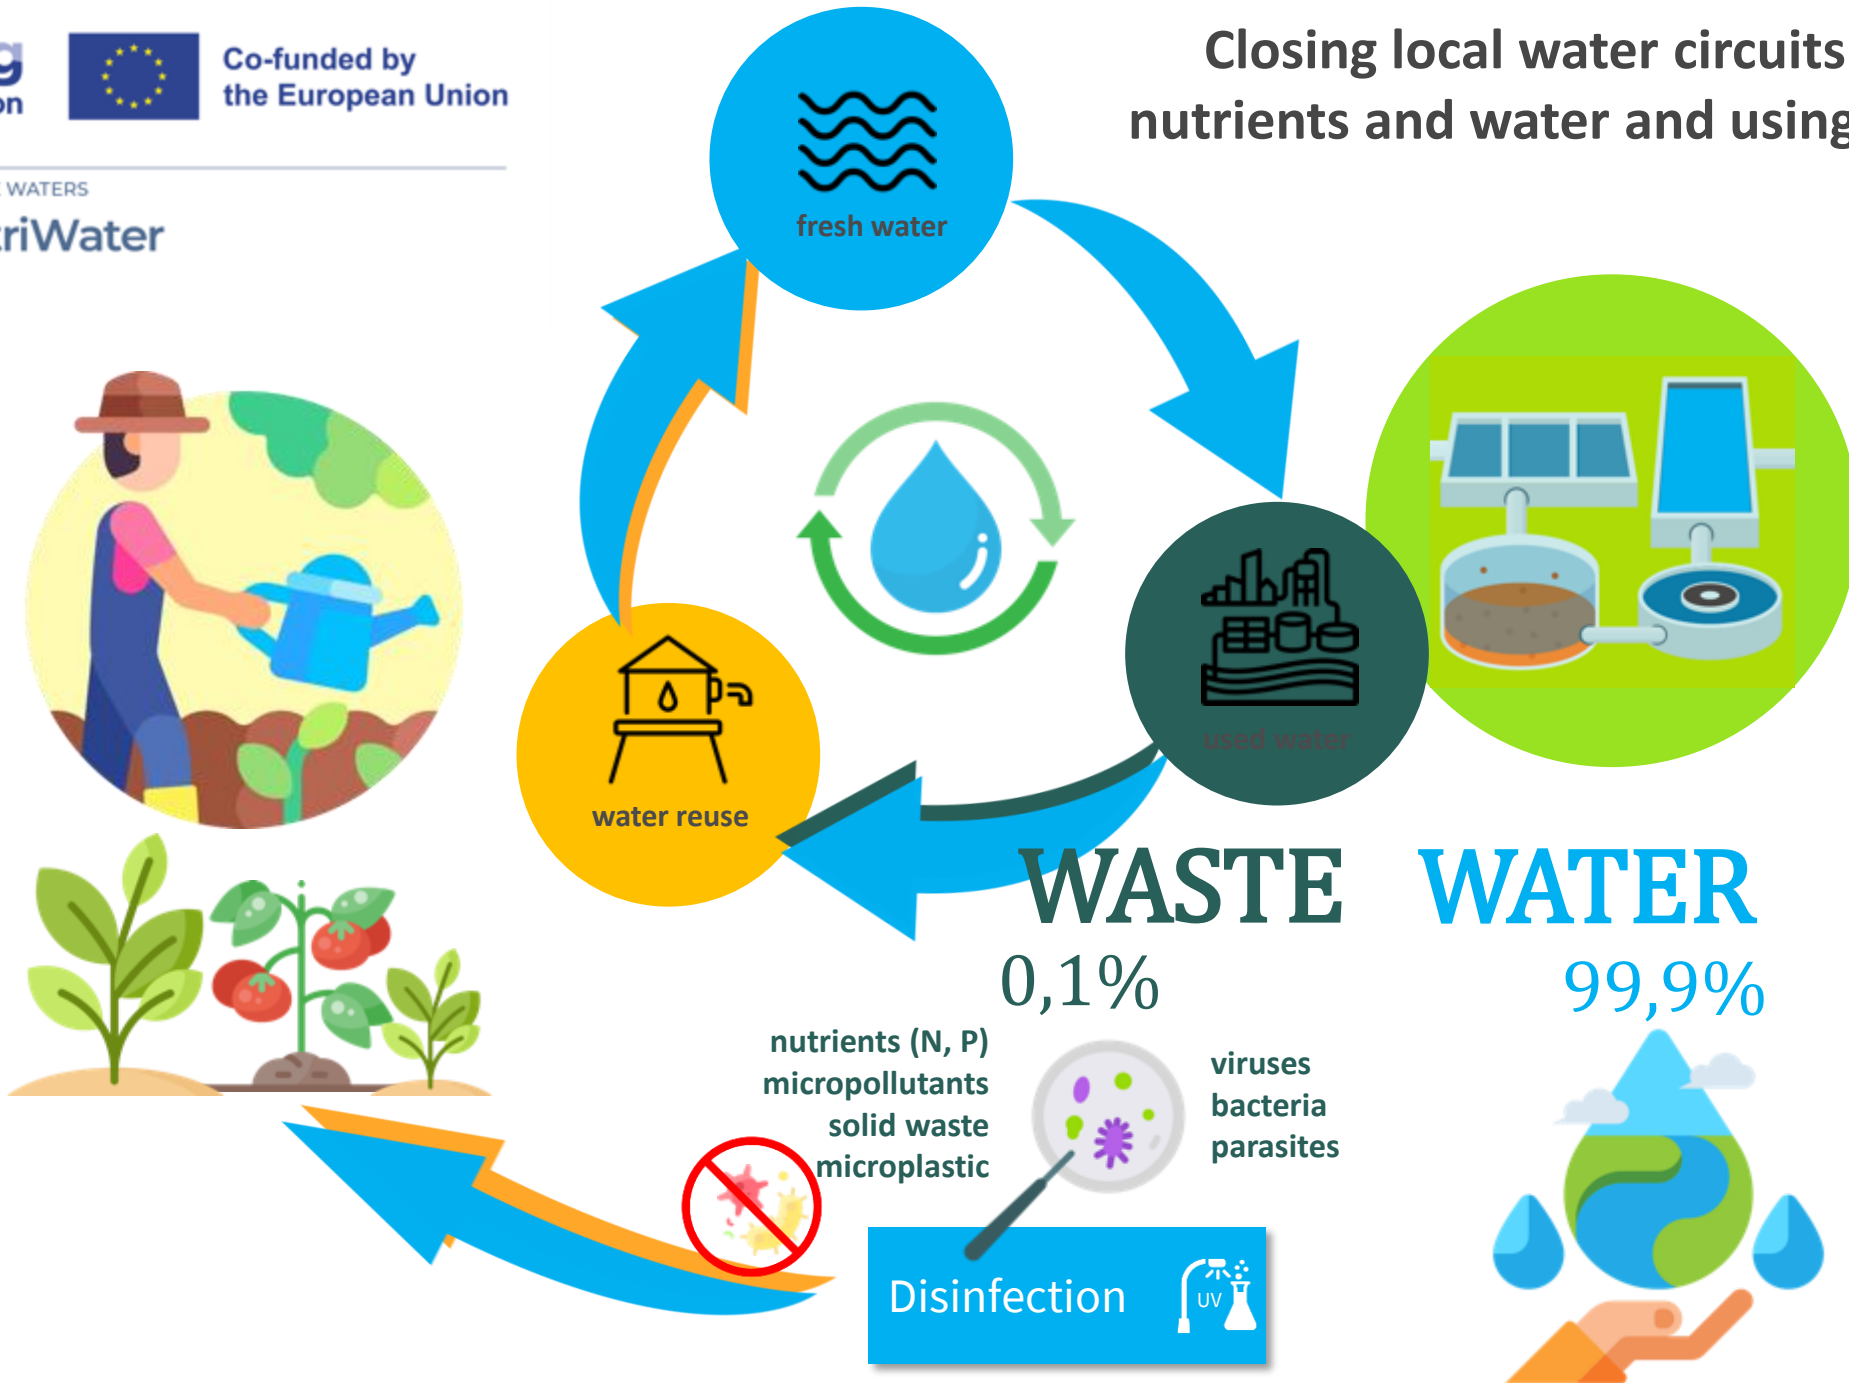 g
on
Co-funded by
the European Union
WATERS
riWater
Closing local water circuits
nutrients and water and using
fresh water
used water
water reuse
WASTE WATER
0,1%
99,9%
nutrients (N, P)
micropollutants
solid waste
microplastic
viruses
bacteria
parasites
Disinfection
UV